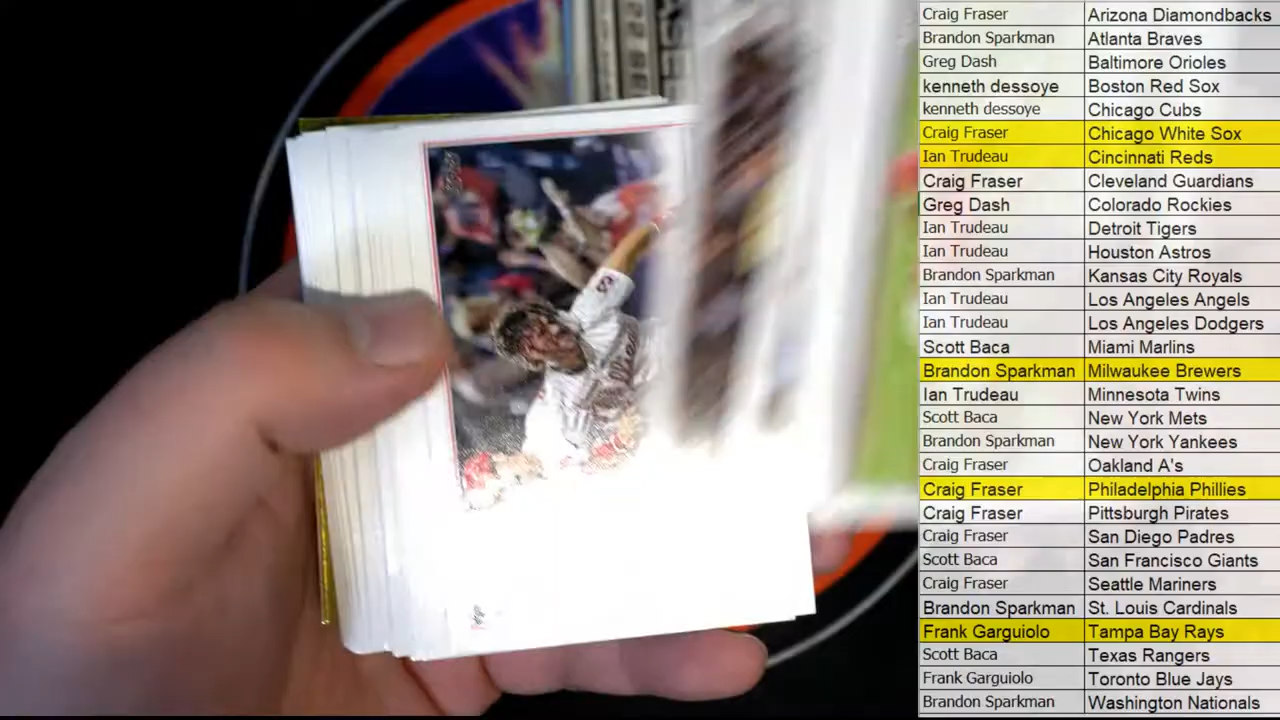 Craig Fraser Arizona Diamondbacks
Brandon Sparkman Atlanta Braves
Greg Dash Baltimore Orioles
kenneth dessoye Boston Red Sox
kenneth dessoye Chicago Cubs
Craig Fraser Chicago White Sox
Ian Trudeau Cincinnati Reds
Craig Fraser Cleveland Guardians
Greg Dash Colorado Rockies
Ian Trudeau Detroit Tigers
Ian Trudeau Houston Astros
Brandon Sparkman Kansas City Royals
Ian Trudeau Los Angeles Angels
Ian Trudeau Los Angeles Dodgers
Scott Baca Miami Marlins
Brandon Sparkman Milwaukee Brewers
Ian Trudeau Minnesota Twins
Scott Baca New York Mets
Brandon Sparkman New York Yankees
Craig Fraser Oakland A's
Craig Fraser Philadelphia Phillies
Craig Fraser Pittsburgh Pirates
Craig Fraser San Diego Padres
Scott Baca San Francisco Giants
Craig Fraser Seattle Mariners
Brandon Sparkman St. Louis Cardinals
Frank Garguiolo Tampa Bay Rays
Scott Baca Texas Rangers
Frank Garguiolo Toronto Blue Jays
Brandon Sparkman Washington Nationals